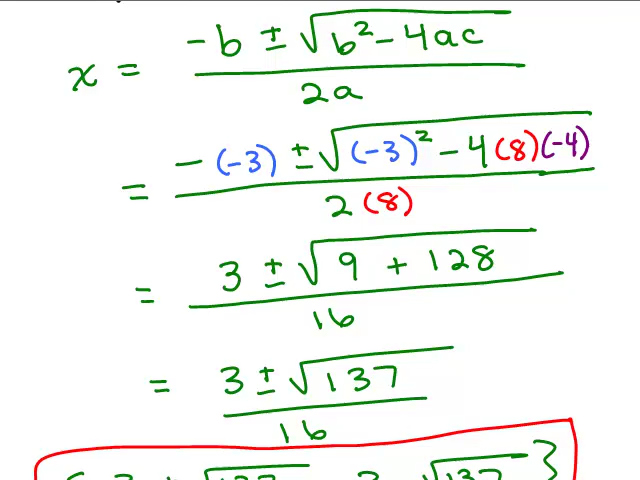 x = (-b ± √(b² - 4ac)) / 2a
= (-(-3) ± √((-3)² - 4(8)(-4))) / 2(8)
= (3 ± √(9 + 128)) / 16
= (3 ± √137) / 16